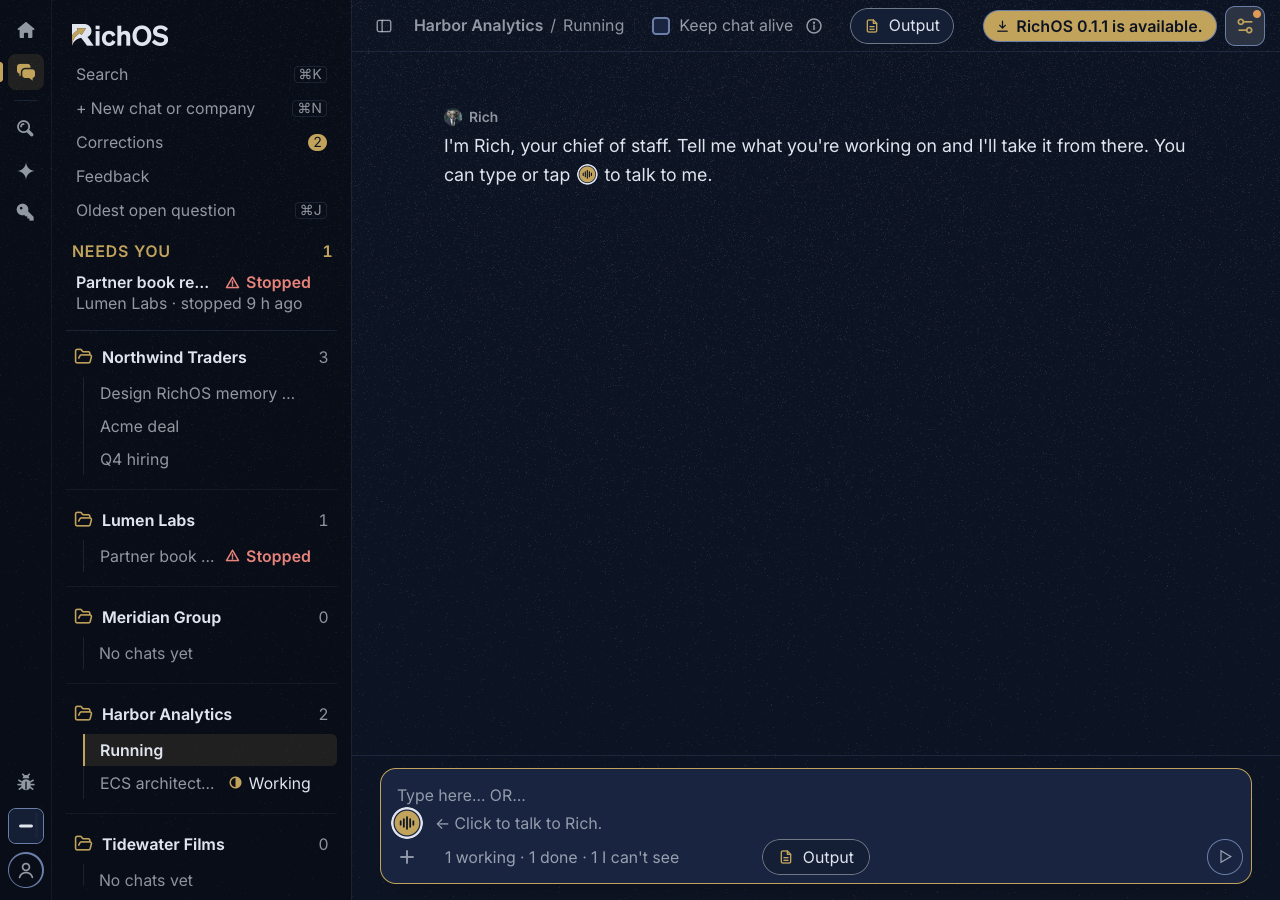 RichOS
Search ⌘K
+ New chat or company ⌘N
Corrections 2
Feedback
Oldest open question ⌘J
NEEDS YOU 1
Partner book re... Stopped
Lumen Labs · stopped 9 h ago
Northwind Traders 3
Design RichOS memory ...
Acme deal
Q4 hiring
Lumen Labs 1
Partner book ... Stopped
Meridian Group 0
No chats yet
Harbor Analytics 2
Running
ECS architect... Working
Tidewater Films 0
No chats yet
Harbor Analytics / Running
Keep chat alive
Output
RichOS 0.1.1 is available.
Rich
I'm Rich, your chief of staff. Tell me what you're working on and I'll take it from there. You
can type or tap to talk to me.
Type here... OR...
← Click to talk to Rich.
1 working · 1 done · 1 I can't see
Output